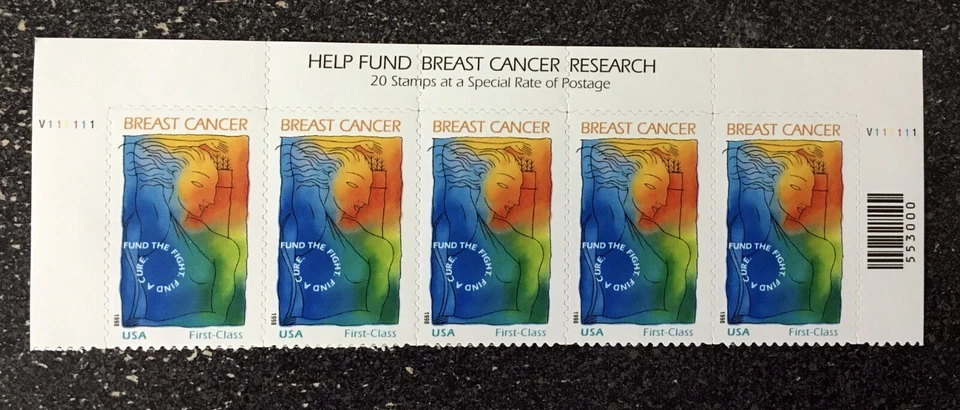 HELP FUND BREAST CANCER RESEARCH
20 Stamps at a Special Rate of Postage
V111111
V111111
BREAST CANCER BREAST CANCER BREAST CANCER BREAST CANCER BREAST CANCER
FUND THE FIGHT. FIND A CURE
FUND THE FIGHT. FIND A CURE
FUND THE FIGHT. FIND A CURE
FUND THE FIGHT. FIND A CURE
FUND THE FIGHT. FIND A CURE
553000
1998 1998 1998 1998 1998
USA First-Class USA First-Class USA First-Class USA First-Class USA First-Class